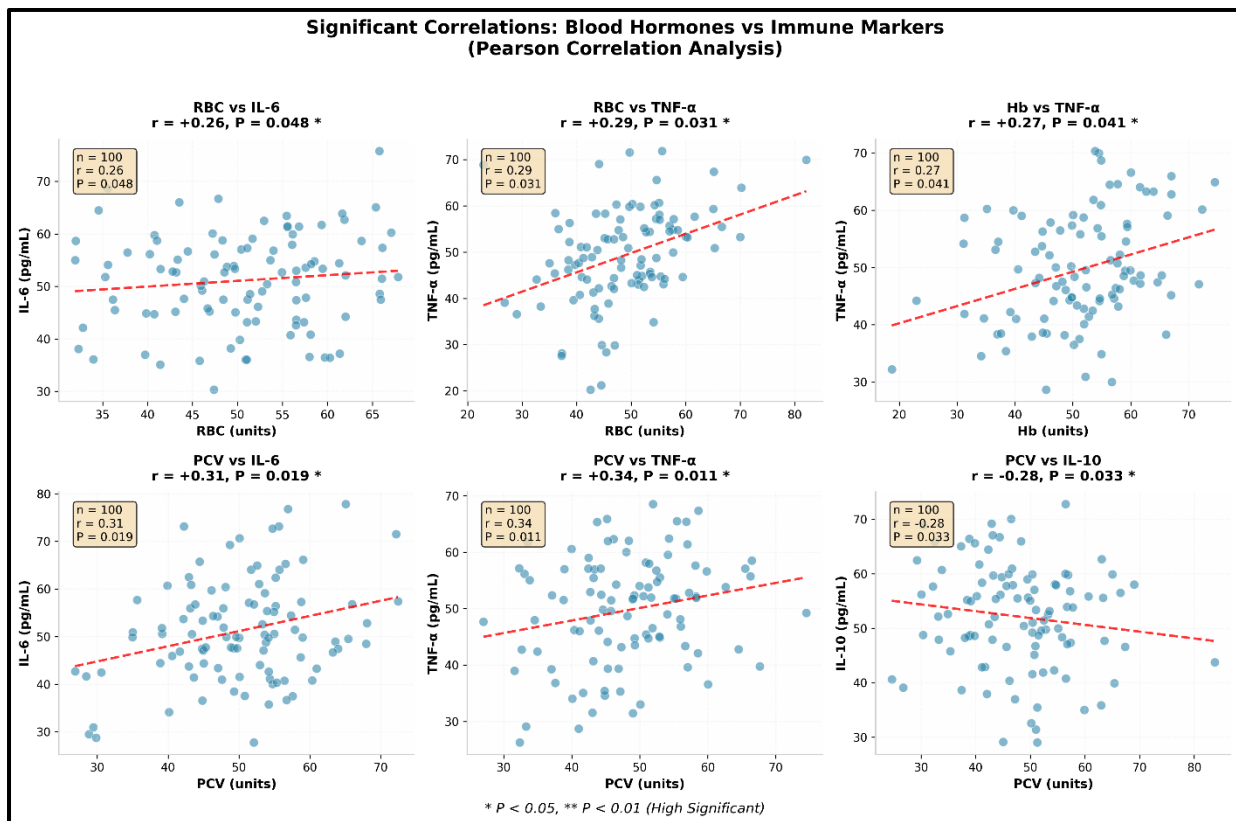 Significant Correlations: Blood Hormones vs Immune Markers
(Pearson Correlation Analysis)
RBC vs IL-6
r = +0.26, P = 0.048 *
n = 100
r = 0.26
P = 0.048
70
60
50
40
30
IL-6 (pg/mL)
35 40 45 50 55 60 65
RBC (units)
RBC vs TNF-α
r = +0.29, P = 0.031 *
n = 100
r = 0.29
P = 0.031
70
60
50
40
30
20
TNF-α (pg/mL)
20 30 40 50 60 70 80
RBC (units)
Hb vs TNF-α
r = +0.27, P = 0.041 *
n = 100
r = 0.27
P = 0.041
70
60
50
40
30
TNF-α (pg/mL)
20 30 40 50 60 70
Hb (units)
PCV vs IL-6
r = +0.31, P = 0.019 *
n = 100
r = 0.31
P = 0.019
80
70
60
50
40
30
IL-6 (pg/mL)
30 40 50 60 70
PCV (units)
PCV vs TNF-α
r = +0.34, P = 0.011 *
n = 100
r = 0.34
P = 0.011
70
60
50
40
30
TNF-α (pg/mL)
30 40 50 60 70
PCV (units)
PCV vs IL-10
r = -0.28, P = 0.033 *
n = 100
r = -0.28
P = 0.033
70
60
50
40
30
IL-10 (pg/mL)
30 40 50 60 70 80
PCV (units)
* P < 0.05, ** P < 0.01 (High Significant)